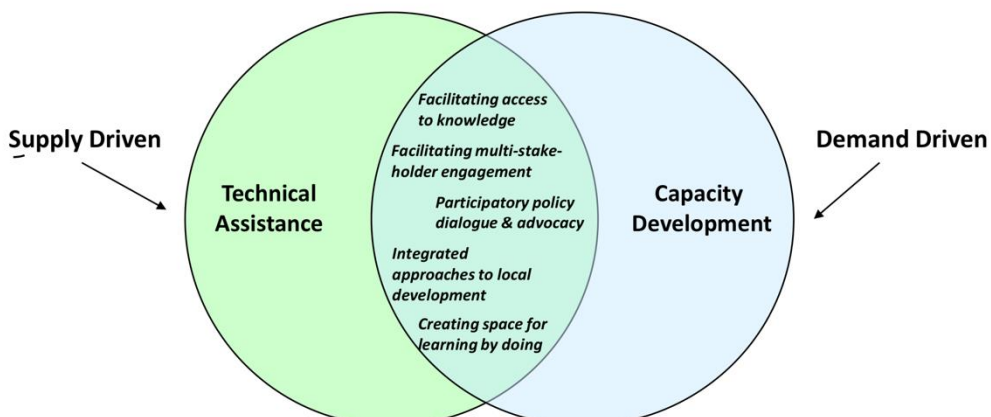 Facilitating access
to knowledge
Supply Driven
Demand Driven
Facilitating multi-stake-
holder engagement
Technical
Assistance
Capacity
Development
Participatory policy
dialogue & advocacy
Integrated
approaches to local
development
Creating space for
learning by doing